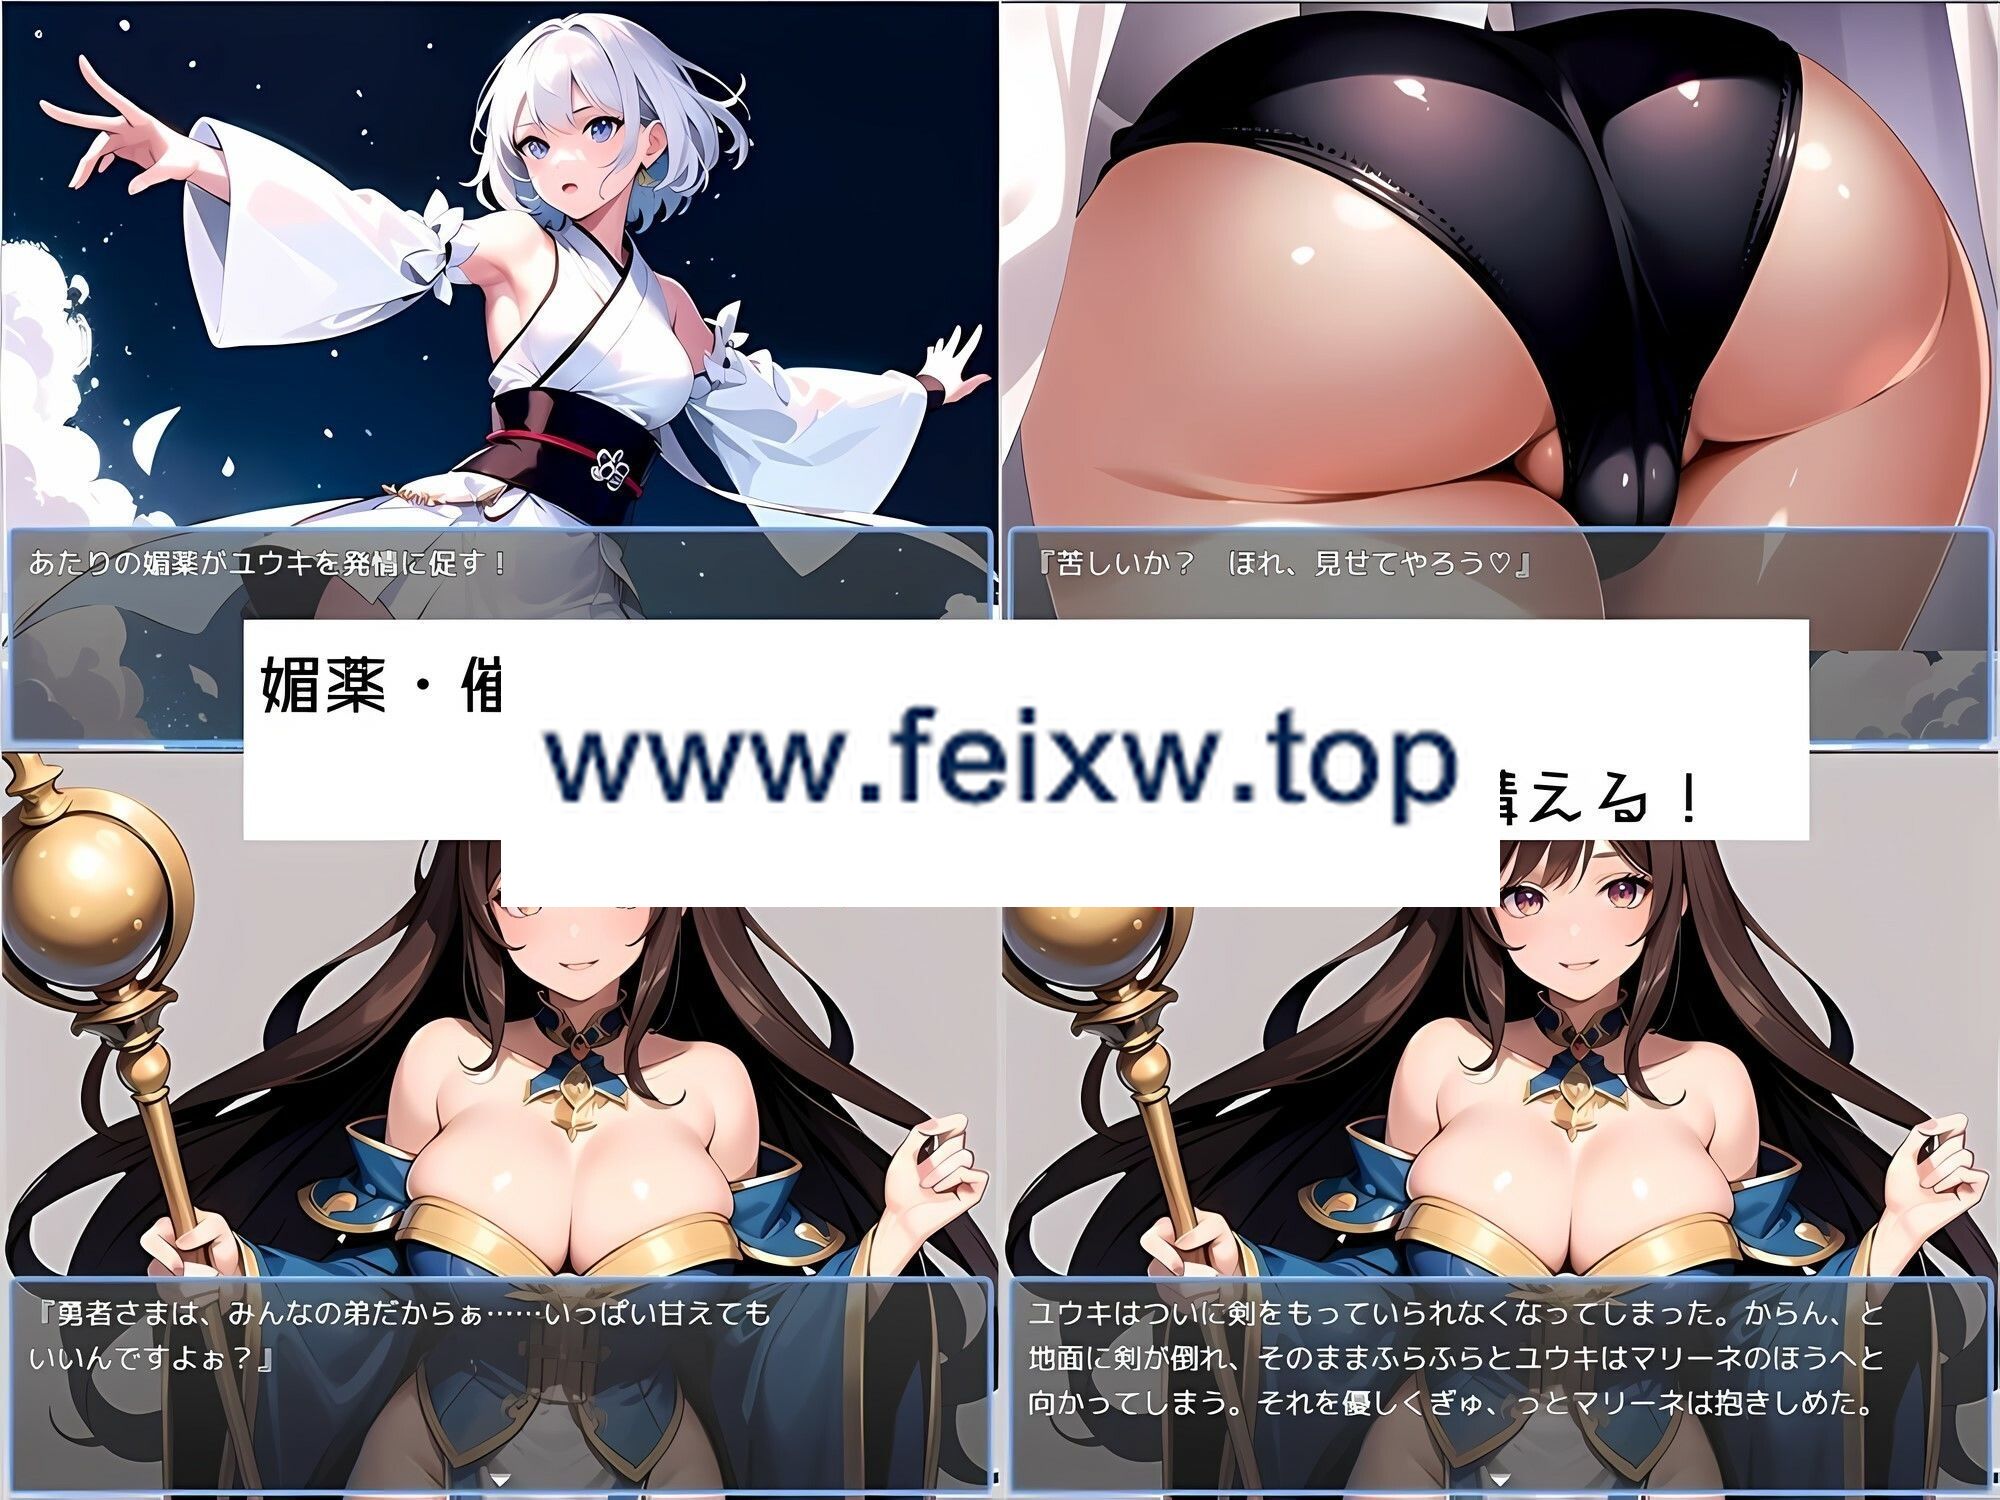 あたりの媚薬がユウキを発情に促す！
『苦しいか？　ほれ、見せてやろう♡』
媚薬・催
www.feixw.top
構える！
『勇者さまは、みんなの弟だからぁ……いっぱい甘えても
いいんですよぉ？』
ユウキはついに剣をもっていられなくなってしまった。からん、と
地面に剣が倒れ、そのままふらふらとユウキはマリーネのほうへと
向かってしまう。それを優しくぎゅ、っとマリーネは抱きしめた。